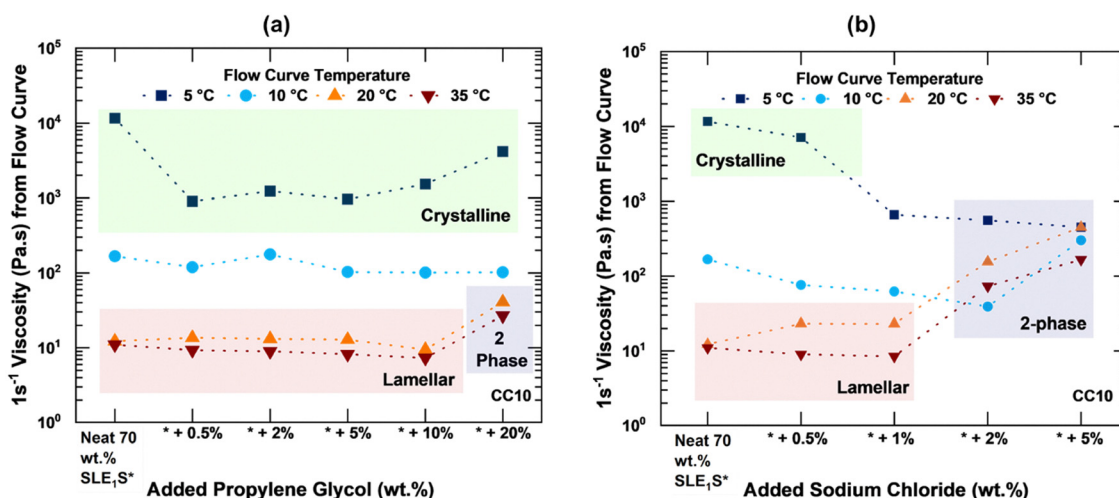 (a)
1s⁻¹ Viscosity (Pa.s) from Flow Curve
10⁵
10⁴
10³
10²
10¹
10⁰
Flow Curve Temperature
5 °C 10 °C 20 °C 35 °C
Crystalline
2
Phase
Lamellar
CC10
Neat 70
wt.%
SLE₁S*
* + 0.5% * + 2% * + 5% * + 10% * + 20%
Added Propylene Glycol (wt.%)
(b)
1s⁻¹ Viscosity (Pa.s) from Flow Curve
10⁵
10⁴
10³
10²
10¹
10⁰
Flow Curve Temperature
5 °C 10 °C 20 °C 35 °C
Crystalline
2-phase
Lamellar
CC10
Neat 70
wt.%
SLE₁S*
* + 0.5% * + 1% * + 2% * + 5%
Added Sodium Chloride (wt.%)